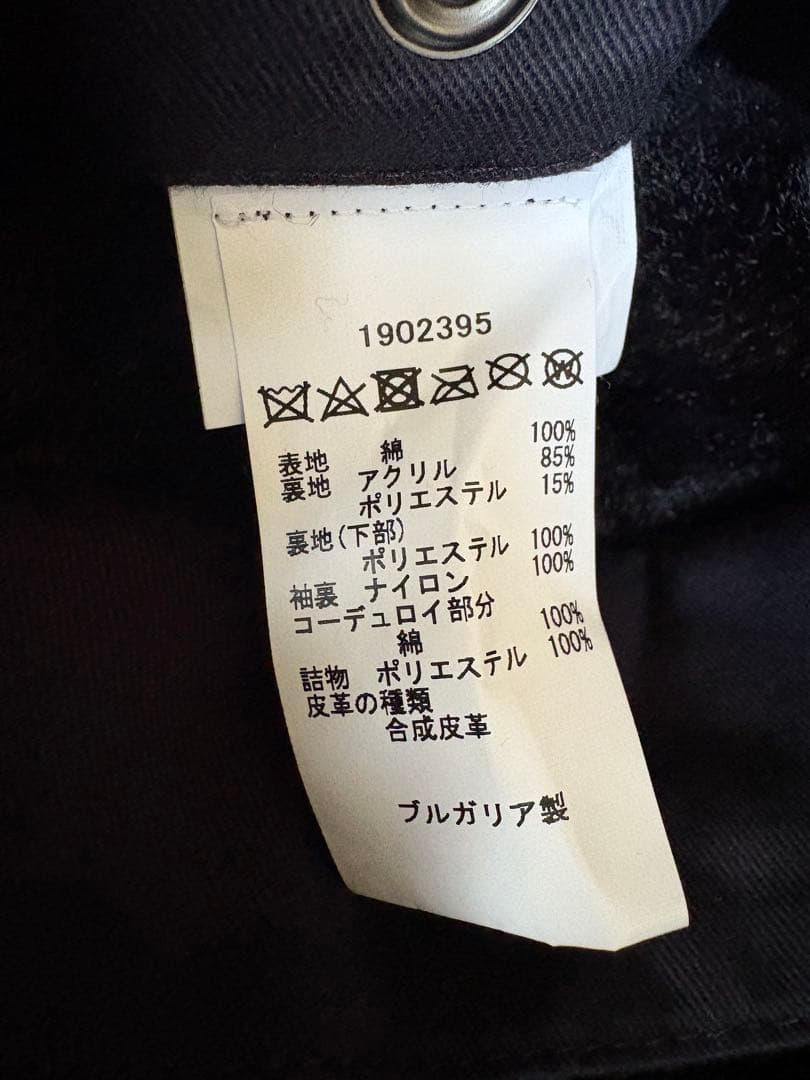 1902395
表地 綿 100%
裏地 アクリル 85%
ポリエステル 15%
裏地(下部)
ポリエステル 100%
袖裏 ナイロン 100%
コーデュロイ部分
綿 100%
詰物 ポリエステル 100%
皮革の種類
合成皮革
ブルガリア製